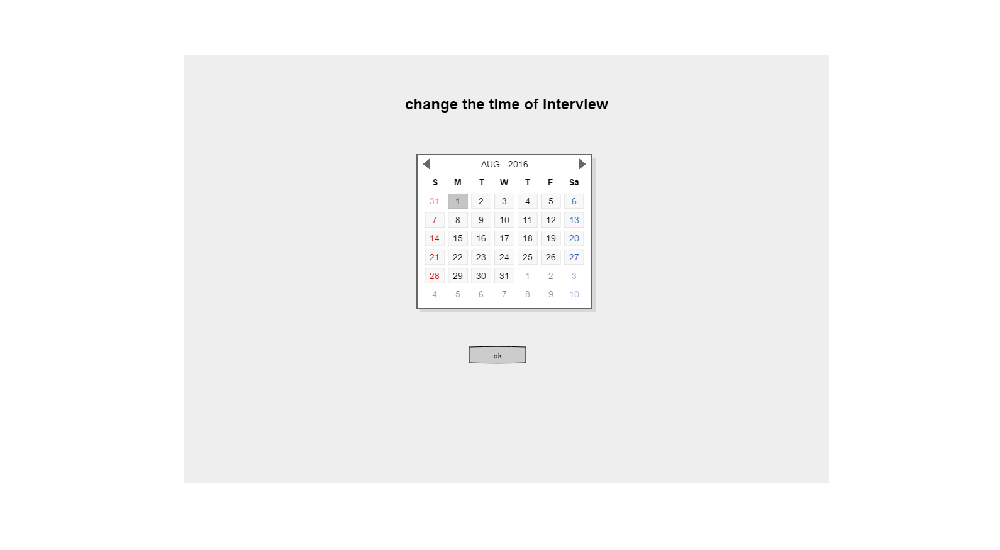 change the time of interview
AUG - 2016
S M T W T F Sa
31 1 2 3 4 5 6
7 8 9 10 11 12 13
14 15 16 17 18 19 20
21 22 23 24 25 26 27
28 29 30 31 1 2 3
4 5 6 7 8 9 10
ok